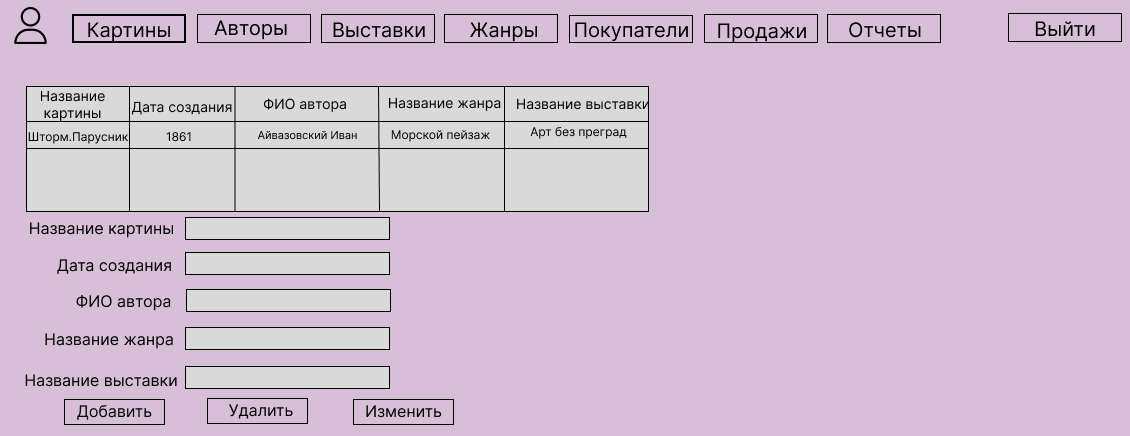 Картины Авторы Выставки Жанры Покупатели Продажи Отчеты Выйти
Название картины Дата создания ФИО автора Название жанра Название выставки
Шторм.Парусник 1861 Айвазовский Иван Морской пейзаж Арт без преград
Название картины
Дата создания
ФИО автора
Название жанра
Название выставки
Добавить Удалить Изменить